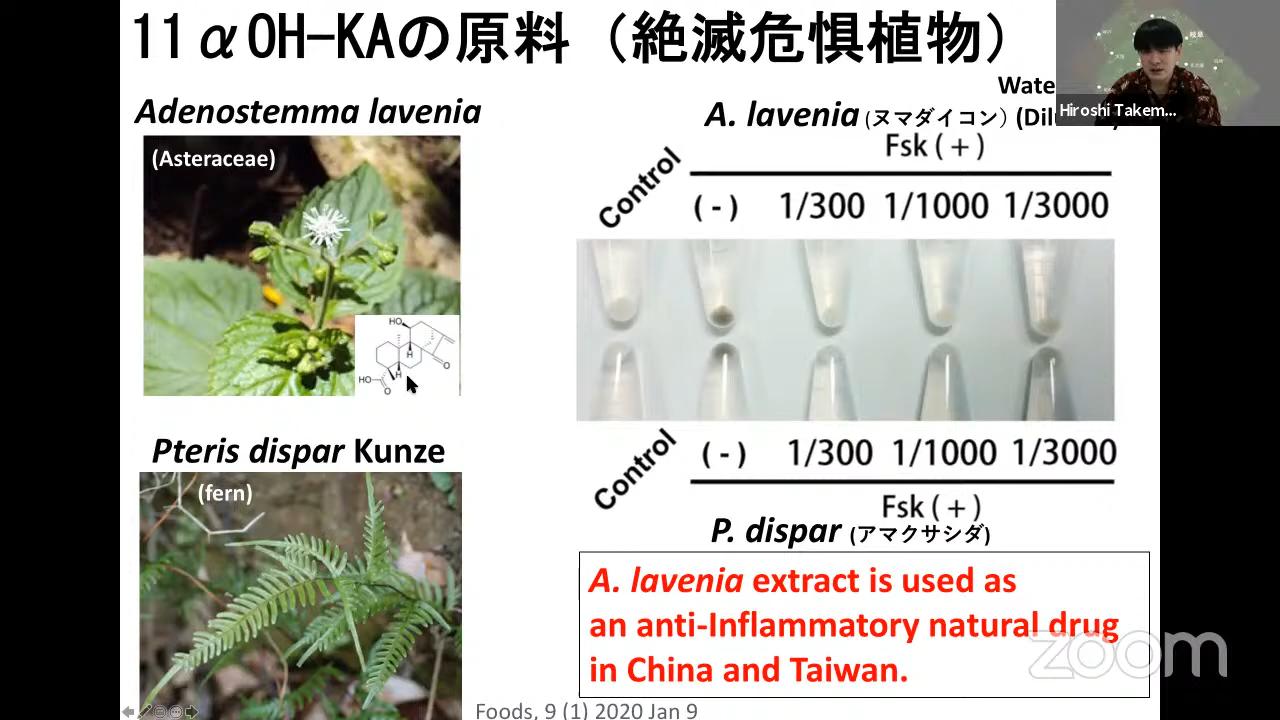 11αOH-KAの原料（絶滅危惧植物）
Adenostemma lavenia
(Asteraceae)
HO
H
H
HO
O
O
Pteris dispar Kunze
(fern)
A. lavenia (ヌマダイコン)
Fsk (+)
Control
(-) 1/300 1/1000 1/3000
Control
(-) 1/300 1/1000 1/3000
Fsk (+)
P. dispar (アマクサシダ)
A. lavenia extract is used as
an anti-Inflammatory natural drug
in China and Taiwan.
Foods, 9 (1) 2020 Jan 9
Hiroshi Takem...
zoom